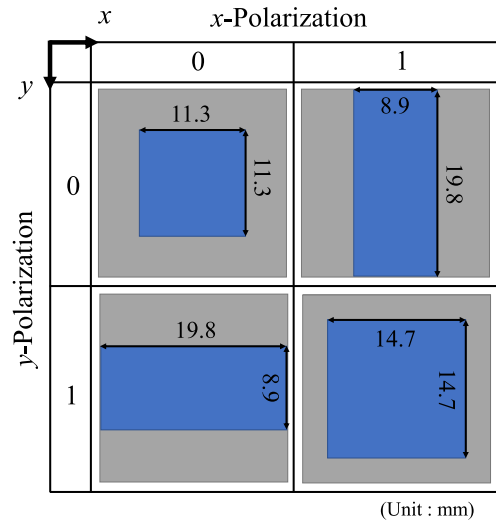 x
x-Polarization
y
0
1
y-Polarization
0
11.3
11.3
8.9
19.8
1
19.8
8.9
14.7
14.7
(Unit : mm)